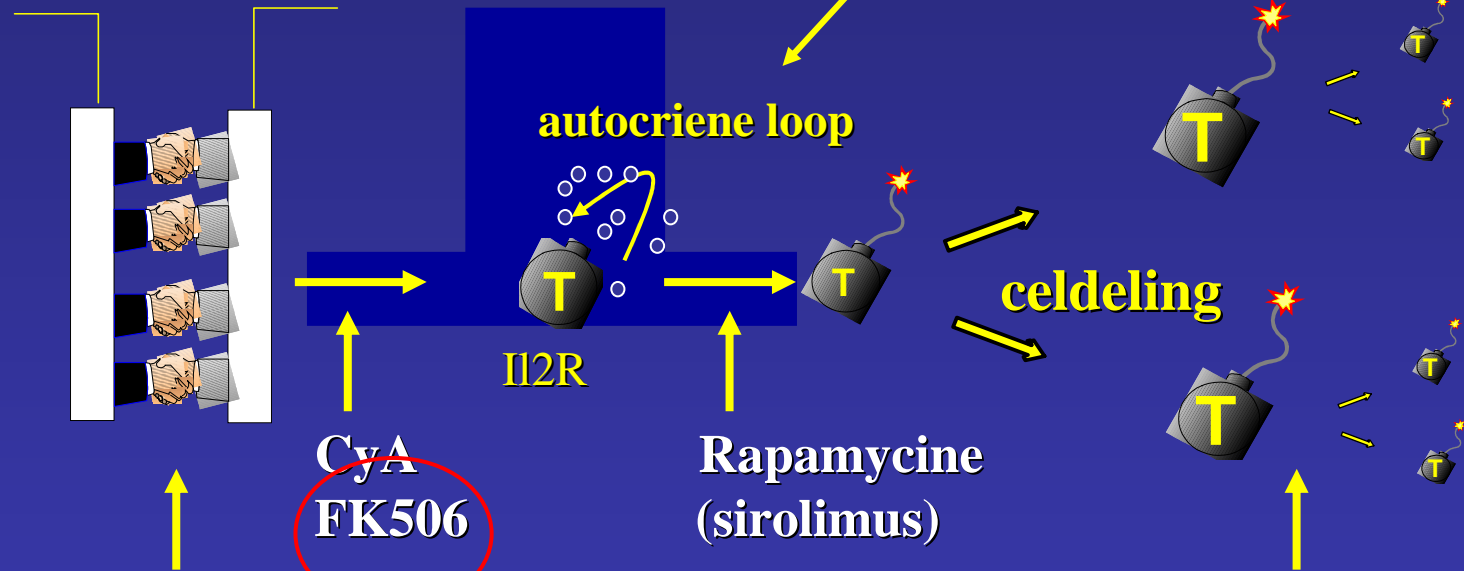 autocriene loop
T
T
T
T
T
T
celdeling
T
T
T
T
Il2R
CyA
FK506
Rapamycine
(sirolimus)